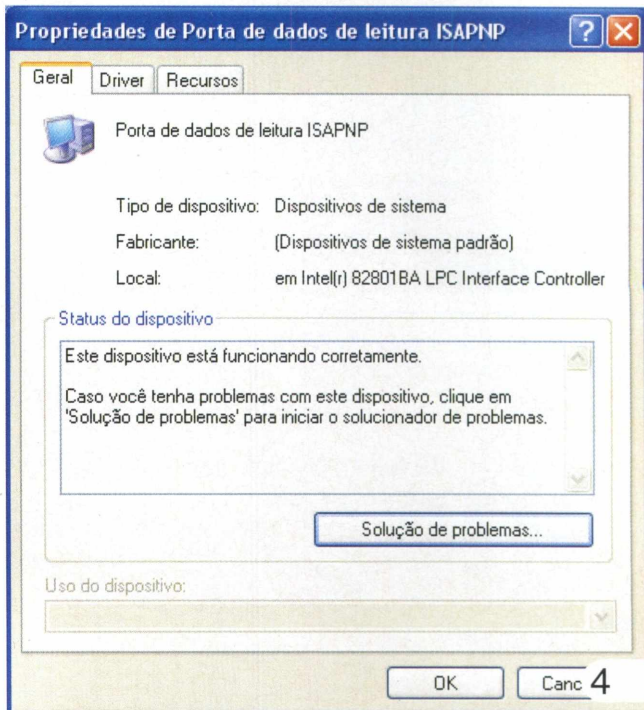 Propriedades de Porta de dados de leitura ISAPNP
Geral
Driver
Recursos
Porta de dados de leitura ISAPNP
Tipo de dispositivo: Dispositivos de sistema
Fabricante: (Dispositivos de sistema padrão)
Local: em Intel(r) 82801BA LPC Interface Controller
Status do dispositivo
Este dispositivo está funcionando corretamente.
Caso você tenha problemas com este dispositivo, clique em
'Solução de problemas' para iniciar o solucionador de problemas.
Solução de problemas...
Uso do dispositivo:
OK
Canc
4